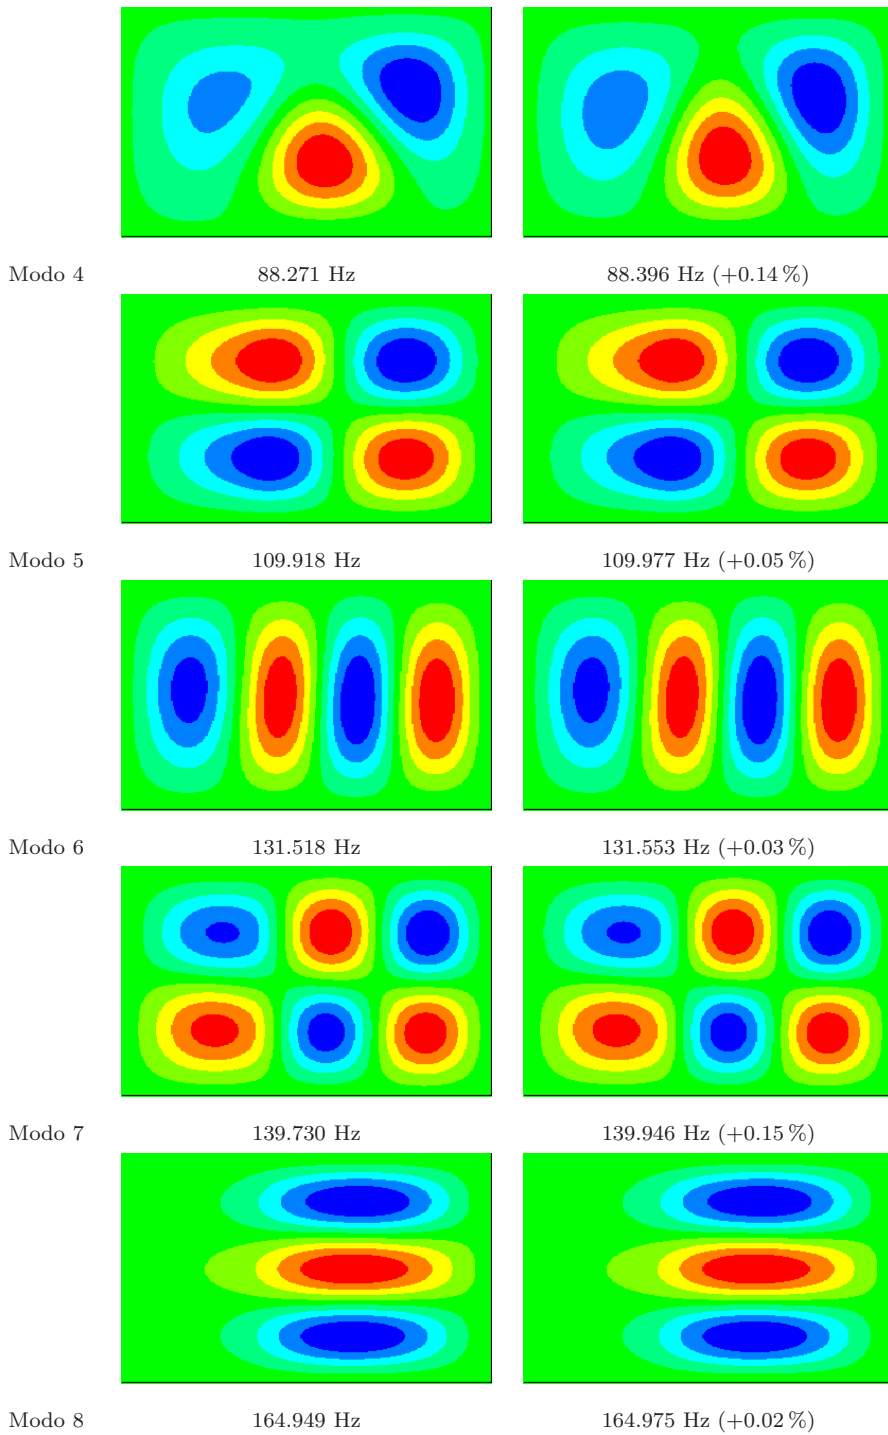 Modo 4 88.271 Hz 88.396 Hz (+0.14 %)
Modo 5 109.918 Hz 109.977 Hz (+0.05 %)
Modo 6 131.518 Hz 131.553 Hz (+0.03 %)
Modo 7 139.730 Hz 139.946 Hz (+0.15 %)
Modo 8 164.949 Hz 164.975 Hz (+0.02 %)